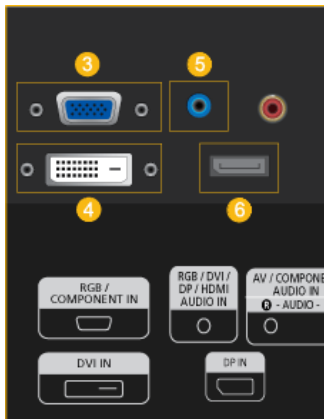 3
5
4
6
RGB /
COMPONENT IN
RGB / DVI /
DP / HDMI
AUDIO IN
AV / COMPONE
AUDIO IN
R - AUDIO -
DVI IN
DP IN